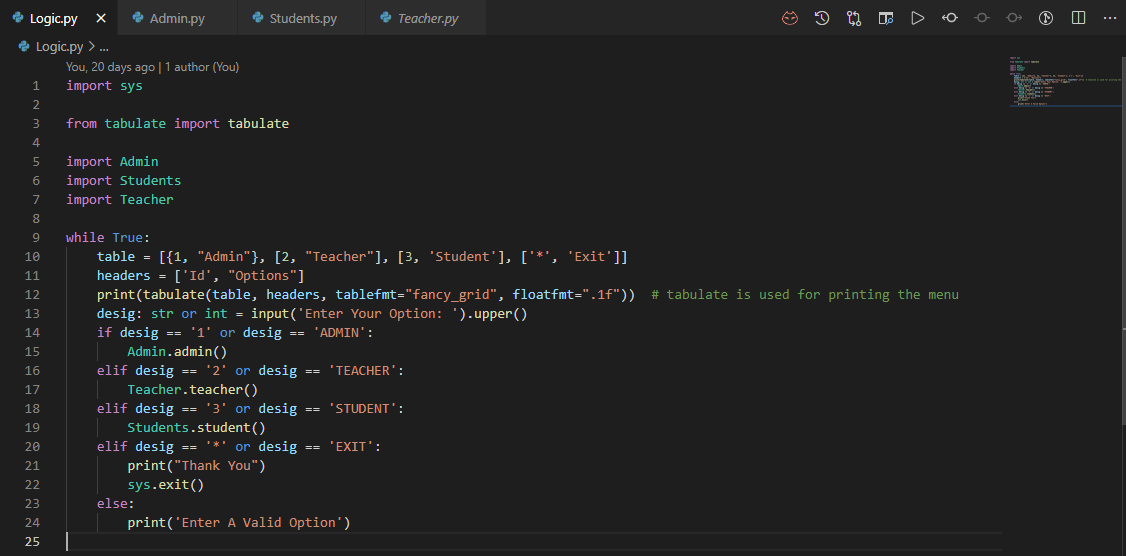 Logic.py Admin.py Students.py Teacher.py
Logic.py > ...
You, 20 days ago | 1 author (You)
1 import sys
2
3 from tabulate import tabulate
4
5 import Admin
6 import Students
7 import Teacher
8
9 while True:
10     table = [{1, "Admin"}, [2, "Teacher"], [3, 'Student'], ['*', 'Exit']]
11     headers = ['Id', "Options"]
12     print(tabulate(table, headers, tablefmt="fancy_grid", floatfmt=".1f"))  # tabulate is used for printing the menu
13     desig: str or int = input('Enter Your Option: ').upper()
14     if desig == '1' or desig == 'ADMIN':
15         Admin.admin()
16     elif desig == '2' or desig == 'TEACHER':
17         Teacher.teacher()
18     elif desig == '3' or desig == 'STUDENT':
19         Students.student()
20     elif desig == '*' or desig == 'EXIT':
21         print("Thank You")
22         sys.exit()
23     else:
24         print('Enter A Valid Option')
25